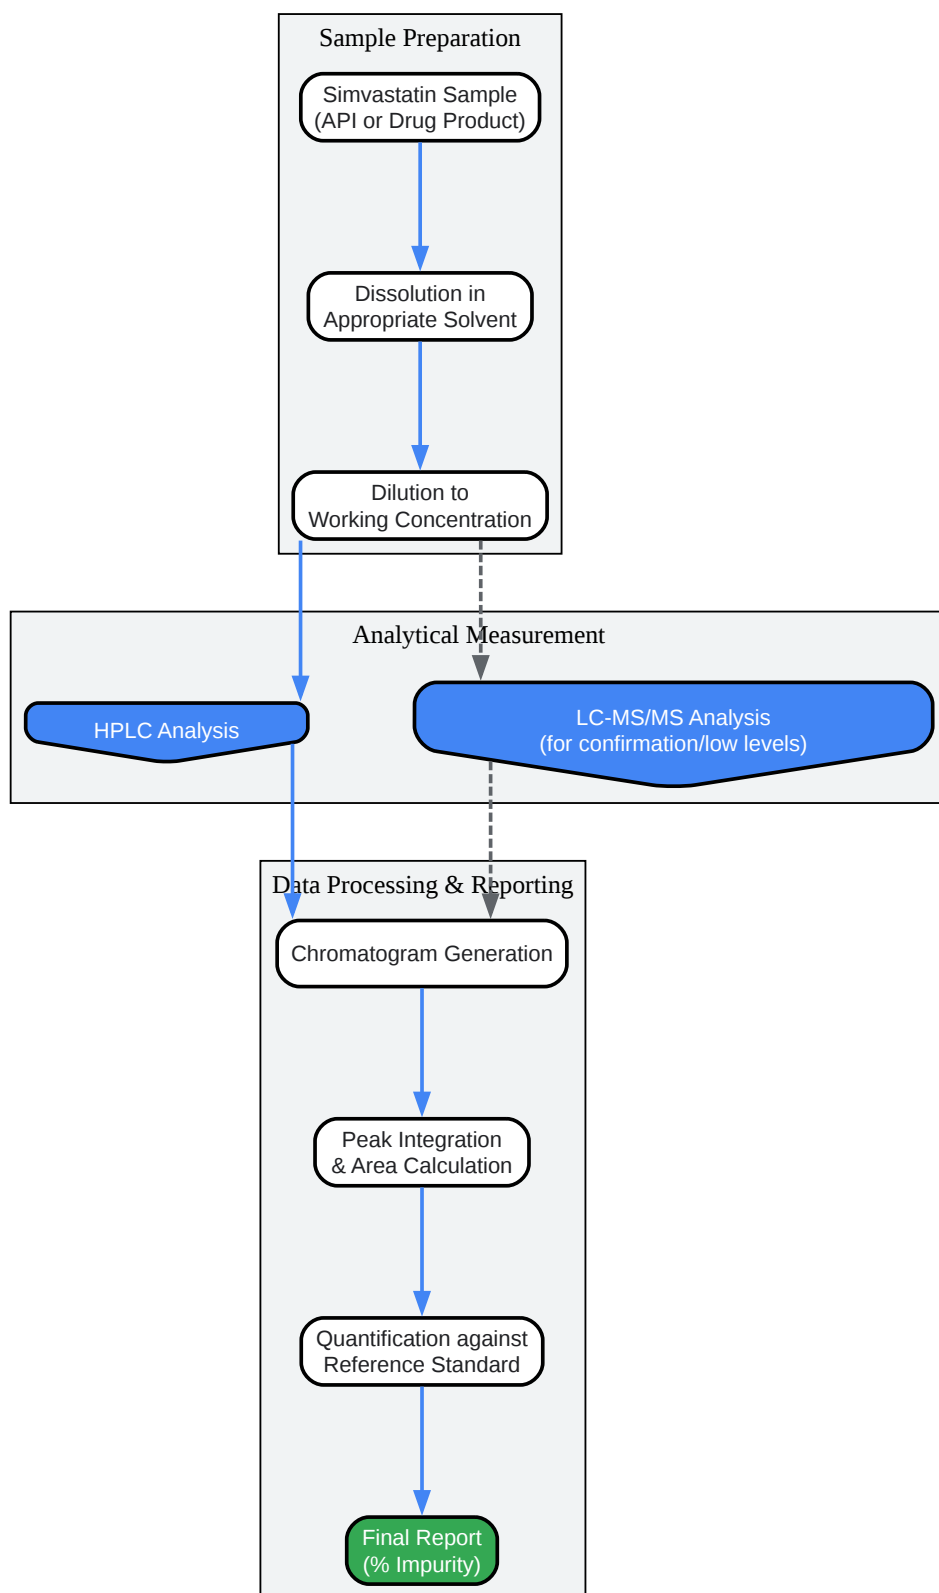 Sample Preparation
Simvastatin Sample
(API or Drug Product)
Dissolution in
Appropriate Solvent
Dilution to
Working Concentration
Analytical Measurement
HPLC Analysis
LC-MS/MS Analysis
(for confirmation/low levels)
Data Processing & Reporting
Chromatogram Generation
Peak Integration
& Area Calculation
Quantification against
Reference Standard
Final Report
(% Impurity)